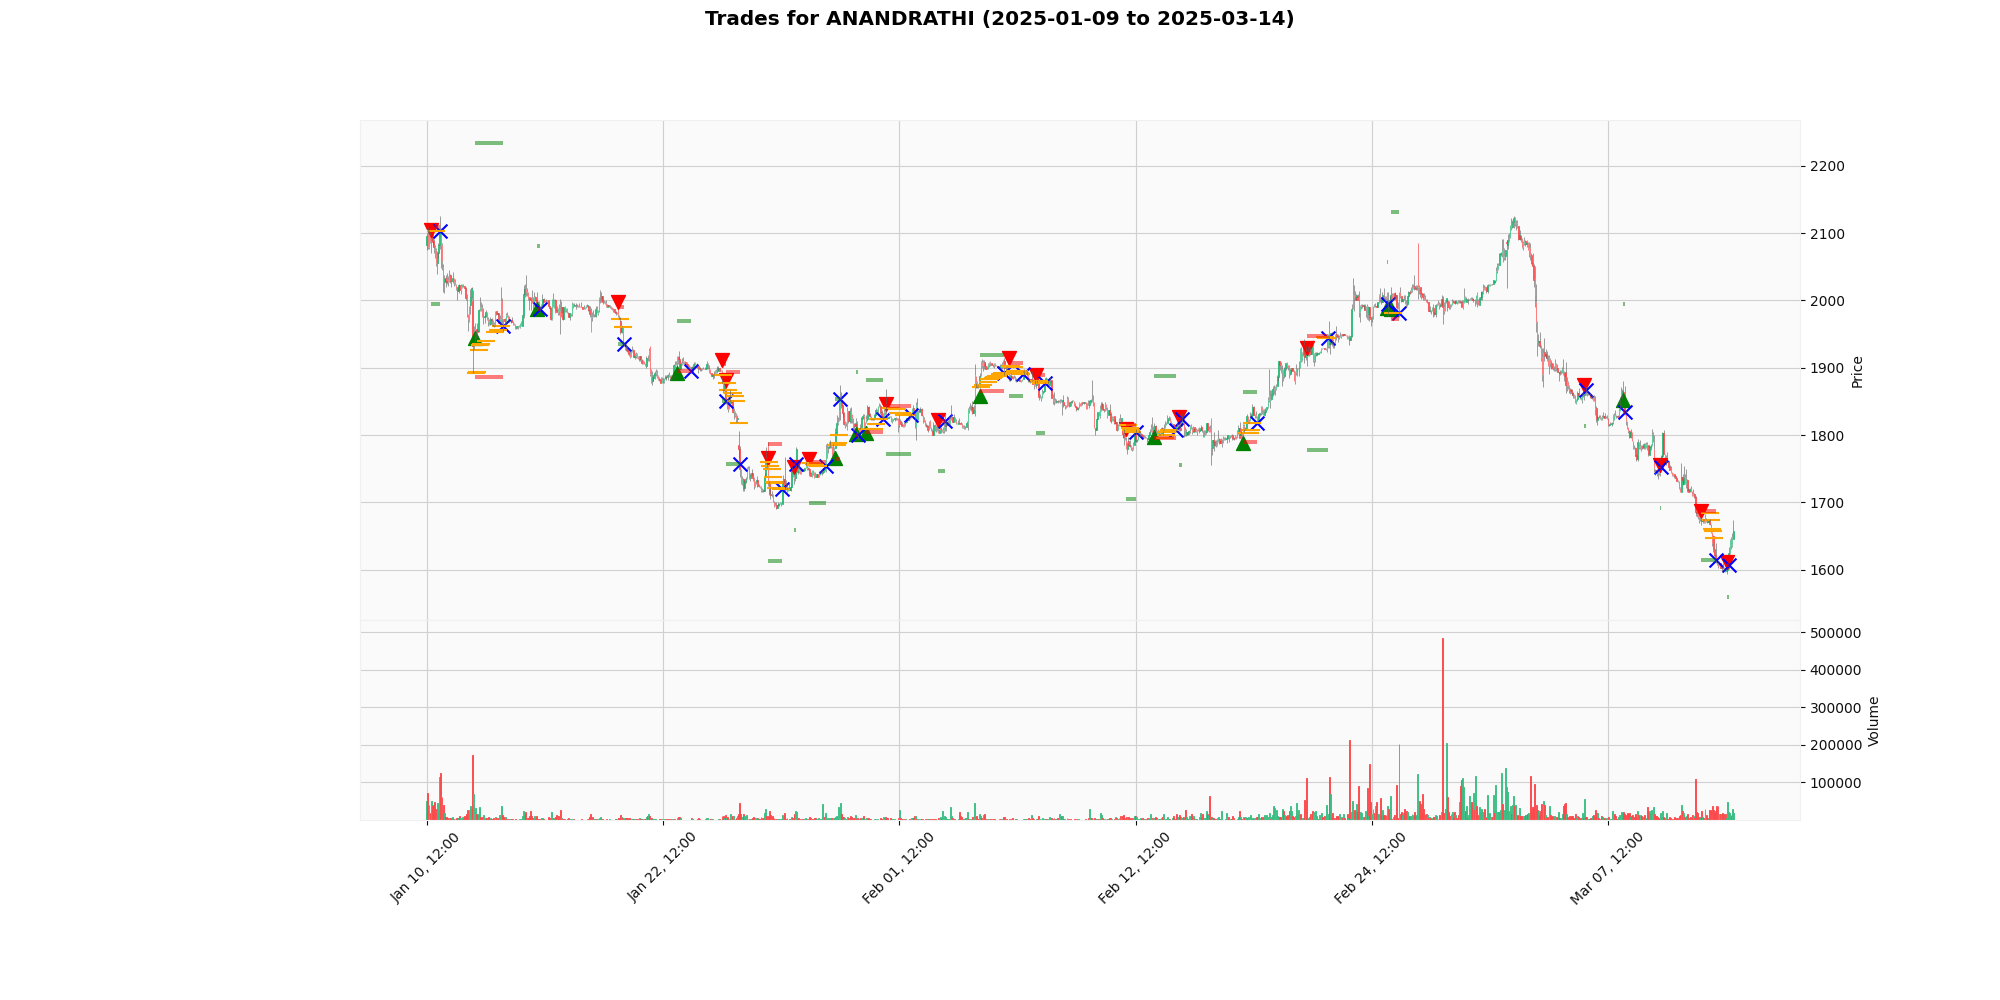 Trades for ANANDRATHI (2025-01-09 to 2025-03-14)
2200
2100
2000
1900
1800
1700
1600
Price
500000
400000
300000
200000
100000
Volume
Jan 10, 12:00
Jan 22, 12:00
Feb 01, 12:00
Feb 12, 12:00
Feb 24, 12:00
Mar 07, 12:00